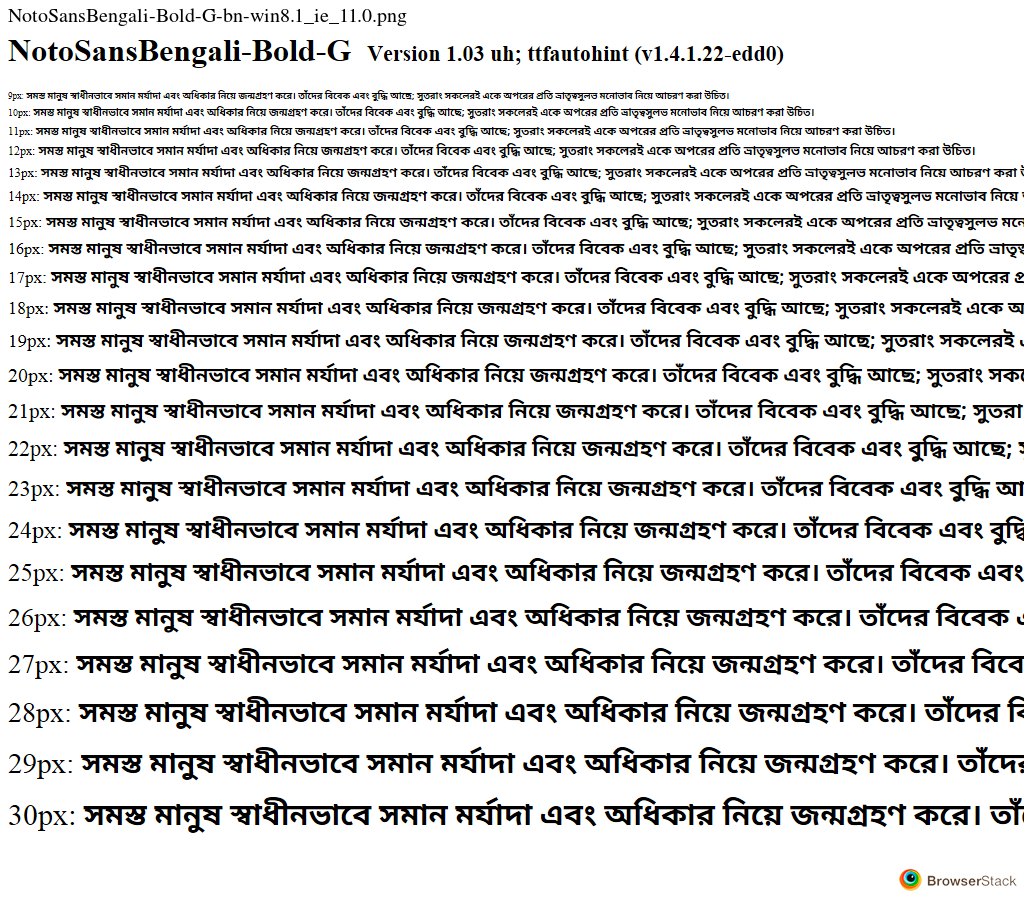 NotoSansBengali-Bold-G-bn-win8.1_ie_11.0.png
NotoSansBengali-Bold-G Version 1.03 uh; ttfautohint (v1.4.1.22-edd0)
9px: সমস্ত মানুষ স্বাধীনভাবে সমান মর্যাদা এবং অধিকার নিয়ে জন্মগ্রহণ করে। তাঁদের বিবেক এবং বুদ্ধি আছে; সুতরাং সকলেরই একে অপরের প্রতি ভ্রাতৃত্বসুলভ মনোভাব নিয়ে আচরণ করা উচিত।
10px: সমস্ত মানুষ স্বাধীনভাবে সমান মর্যাদা এবং অধিকার নিয়ে জন্মগ্রহণ করে। তাঁদের বিবেক এবং বুদ্ধি আছে; সুতরাং সকলেরই একে অপরের প্রতি ভ্রাতৃত্বসুলভ মনোভাব নিয়ে আচরণ করা উচিত।
11px: সমস্ত মানুষ স্বাধীনভাবে সমান মর্যাদা এবং অধিকার নিয়ে জন্মগ্রহণ করে। তাঁদের বিবেক এবং বুদ্ধি আছে; সুতরাং সকলেরই একে অপরের প্রতি ভ্রাতৃত্বসুলভ মনোভাব নিয়ে আচরণ করা উচিত।
12px: সমস্ত মানুষ স্বাধীনভাবে সমান মর্যাদা এবং অধিকার নিয়ে জন্মগ্রহণ করে। তাঁদের বিবেক এবং বুদ্ধি আছে; সুতরাং সকলেরই একে অপরের প্রতি ভ্রাতৃত্বসুলভ মনোভাব নিয়ে আচরণ করা উচিত।
13px: সমস্ত মানুষ স্বাধীনভাবে সমান মর্যাদা এবং অধিকার নিয়ে জন্মগ্রহণ করে। তাঁদের বিবেক এবং বুদ্ধি আছে; সুতরাং সকলেরই একে অপরের প্রতি ভ্রাতৃত্বসুলভ মনোভাব নিয়ে আচরণ করা
14px: সমস্ত মানুষ স্বাধীনভাবে সমান মর্যাদা এবং অধিকার নিয়ে জন্মগ্রহণ করে। তাঁদের বিবেক এবং বুদ্ধি আছে; সুতরাং সকলেরই একে অপরের প্রতি ভ্রাতৃত্বসুলভ মনোভাব নিয়ে
15px: সমস্ত মানুষ স্বাধীনভাবে সমান মর্যাদা এবং অধিকার নিয়ে জন্মগ্রহণ করে। তাঁদের বিবেক এবং বুদ্ধি আছে; সুতরাং সকলেরই একে অপরের প্রতি ভ্রাতৃত্বসুলভ
16px: সমস্ত মানুষ স্বাধীনভাবে সমান মর্যাদা এবং অধিকার নিয়ে জন্মগ্রহণ করে। তাঁদের বিবেক এবং বুদ্ধি আছে; সুতরাং সকলেরই একে অপরের প্রতি
17px: সমস্ত মানুষ স্বাধীনভাবে সমান মর্যাদা এবং অধিকার নিয়ে জন্মগ্রহণ করে। তাঁদের বিবেক এবং বুদ্ধি আছে; সুতরাং সকলেরই একে অপরের
18px: সমস্ত মানুষ স্বাধীনভাবে সমান মর্যাদা এবং অধিকার নিয়ে জন্মগ্রহণ করে। তাঁদের বিবেক এবং বুদ্ধি আছে; সুতরাং সকলেরই একে
19px: সমস্ত মানুষ স্বাধীনভাবে সমান মর্যাদা এবং অধিকার নিয়ে জন্মগ্রহণ করে। তাঁদের বিবেক এবং বুদ্ধি আছে; সুতরাং সকলেরই
20px: সমস্ত মানুষ স্বাধীনভাবে সমান মর্যাদা এবং অধিকার নিয়ে জন্মগ্রহণ করে। তাঁদের বিবেক এবং বুদ্ধি আছে; সুতরাং
21px: সমস্ত মানুষ স্বাধীনভাবে সমান মর্যাদা এবং অধিকার নিয়ে জন্মগ্রহণ করে। তাঁদের বিবেক এবং বুদ্ধি আছে;
22px: সমস্ত মানুষ স্বাধীনভাবে সমান মর্যাদা এবং অধিকার নিয়ে জন্মগ্রহণ করে। তাঁদের বিবেক এবং বুদ্ধি আছে;
23px: সমস্ত মানুষ স্বাধীনভাবে সমান মর্যাদা এবং অধিকার নিয়ে জন্মগ্রহণ করে। তাঁদের বিবেক এবং বুদ্ধি
24px: সমস্ত মানুষ স্বাধীনভাবে সমান মর্যাদা এবং অধিকার নিয়ে জন্মগ্রহণ করে। তাঁদের বিবেক এবং বুদ্ধি
25px: সমস্ত মানুষ স্বাধীনভাবে সমান মর্যাদা এবং অধিকার নিয়ে জন্মগ্রহণ করে। তাঁদের বিবেক এবং
26px: সমস্ত মানুষ স্বাধীনভাবে সমান মর্যাদা এবং অধিকার নিয়ে জন্মগ্রহণ করে। তাঁদের বিবেক
27px: সমস্ত মানুষ স্বাধীনভাবে সমান মর্যাদা এবং অধিকার নিয়ে জন্মগ্রহণ করে। তাঁদের
28px: সমস্ত মানুষ স্বাধীনভাবে সমান মর্যাদা এবং অধিকার নিয়ে জন্মগ্রহণ করে। তাঁদের
29px: সমস্ত মানুষ স্বাধীনভাবে সমান মর্যাদা এবং অধিকার নিয়ে জন্মগ্রহণ করে। তাঁদের
30px: সমস্ত মানুষ স্বাধীনভাবে সমান মর্যাদা এবং অধিকার নিয়ে জন্মগ্রহণ করে।
BrowserStack